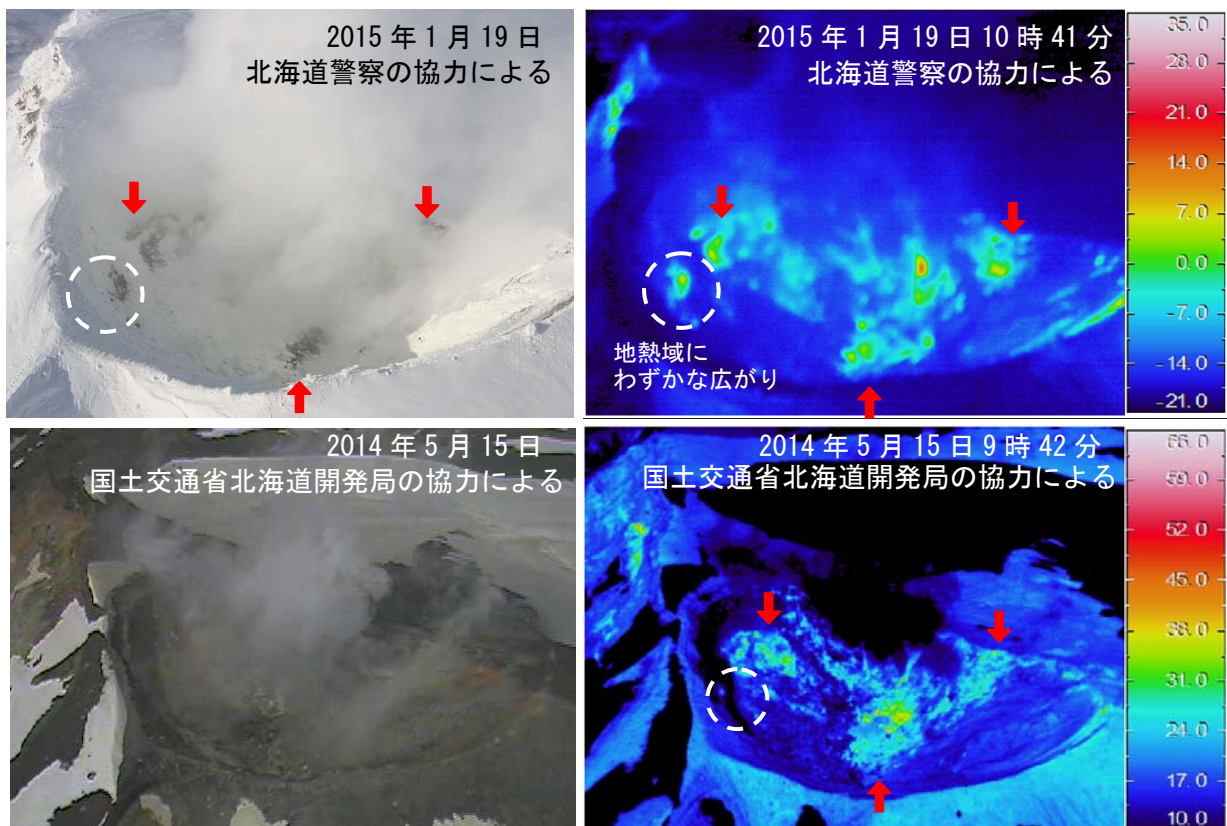 2015年1月19日
北海道警察の協力による
2015年1月19日10時41分
北海道警察の協力による
35.0
28.0
21.0
14.0
7.0
0.0
-7.0
-14.0
-21.0
地熱域に
わずかな広がり
2014年5月15日
国土交通省北海道開発局の協力による
2014年5月15日9時42分
国土交通省北海道開発局の協力による
66.0
59.0
52.0
45.0
38.0
31.0
24.0
17.0
10.0